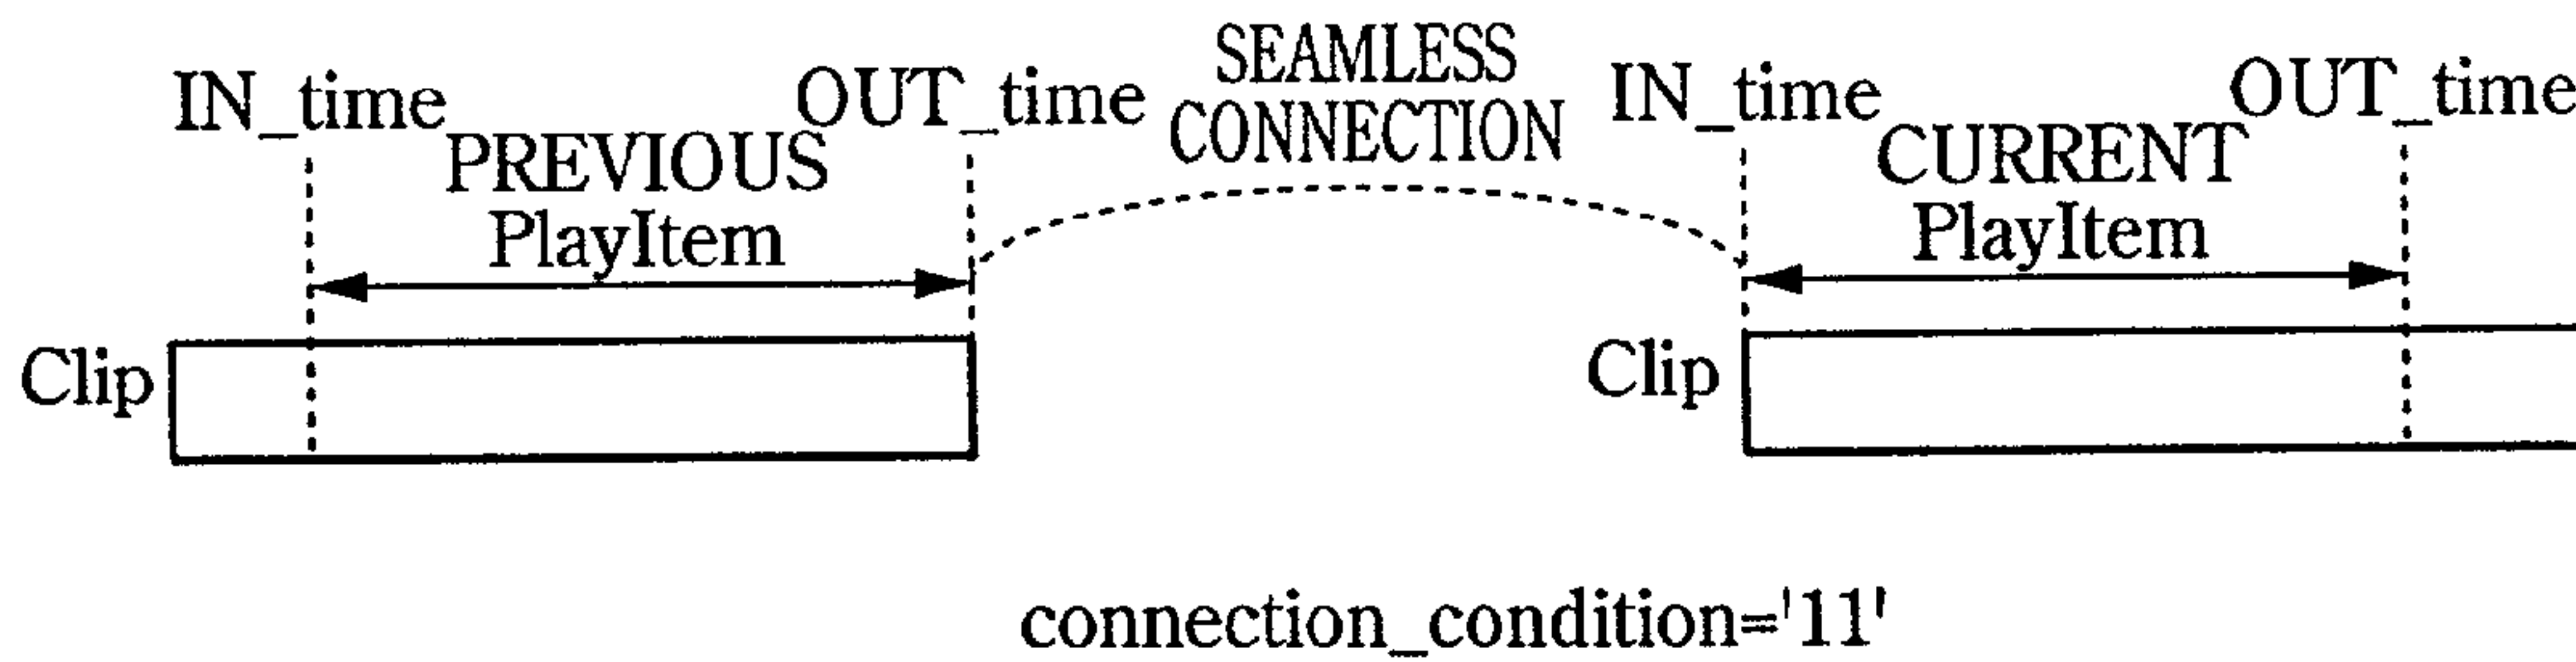 IN_time
PREVIOUS
PlayItem
OUT_time
SEAMLESS
CONNECTION
IN_time
CURRENT
PlayItem
OUT_time
Clip
Clip
connection_condition='11'